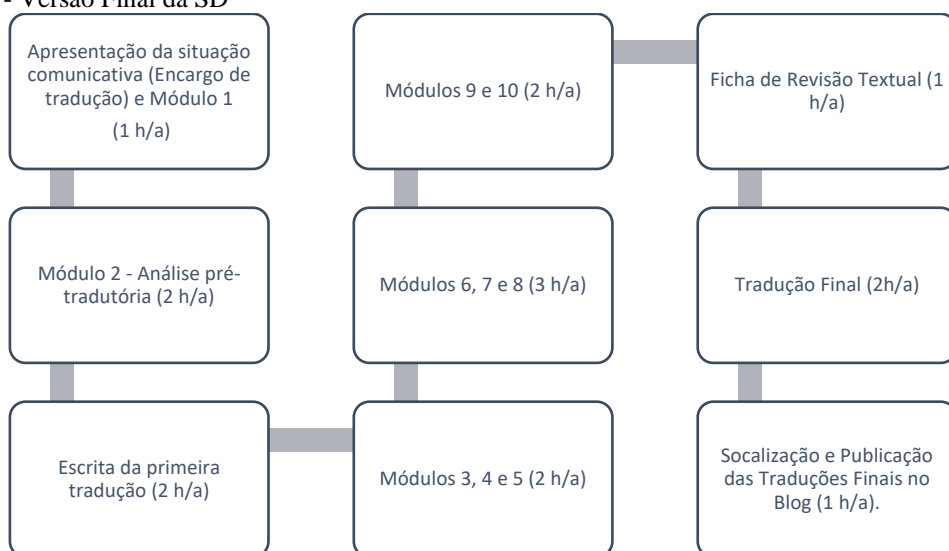 - Versão Final da SD
Apresentação da situação
comunicativa (Encargo de
tradução) e Módulo 1
(1 h/a)
Módulo 2 - Análise pré-
tradutória (2 h/a)
Escrita da primeira
tradução (2 h/a)
Módulos 3, 4 e 5 (2 h/a)
Módulos 6, 7 e 8 (3 h/a)
Módulos 9 e 10 (2 h/a)
Ficha de Revisão Textual (1
h/a)
Tradução Final (2h/a)
Socalização e Publicação
das Traduções Finais no
Blog (1 h/a).